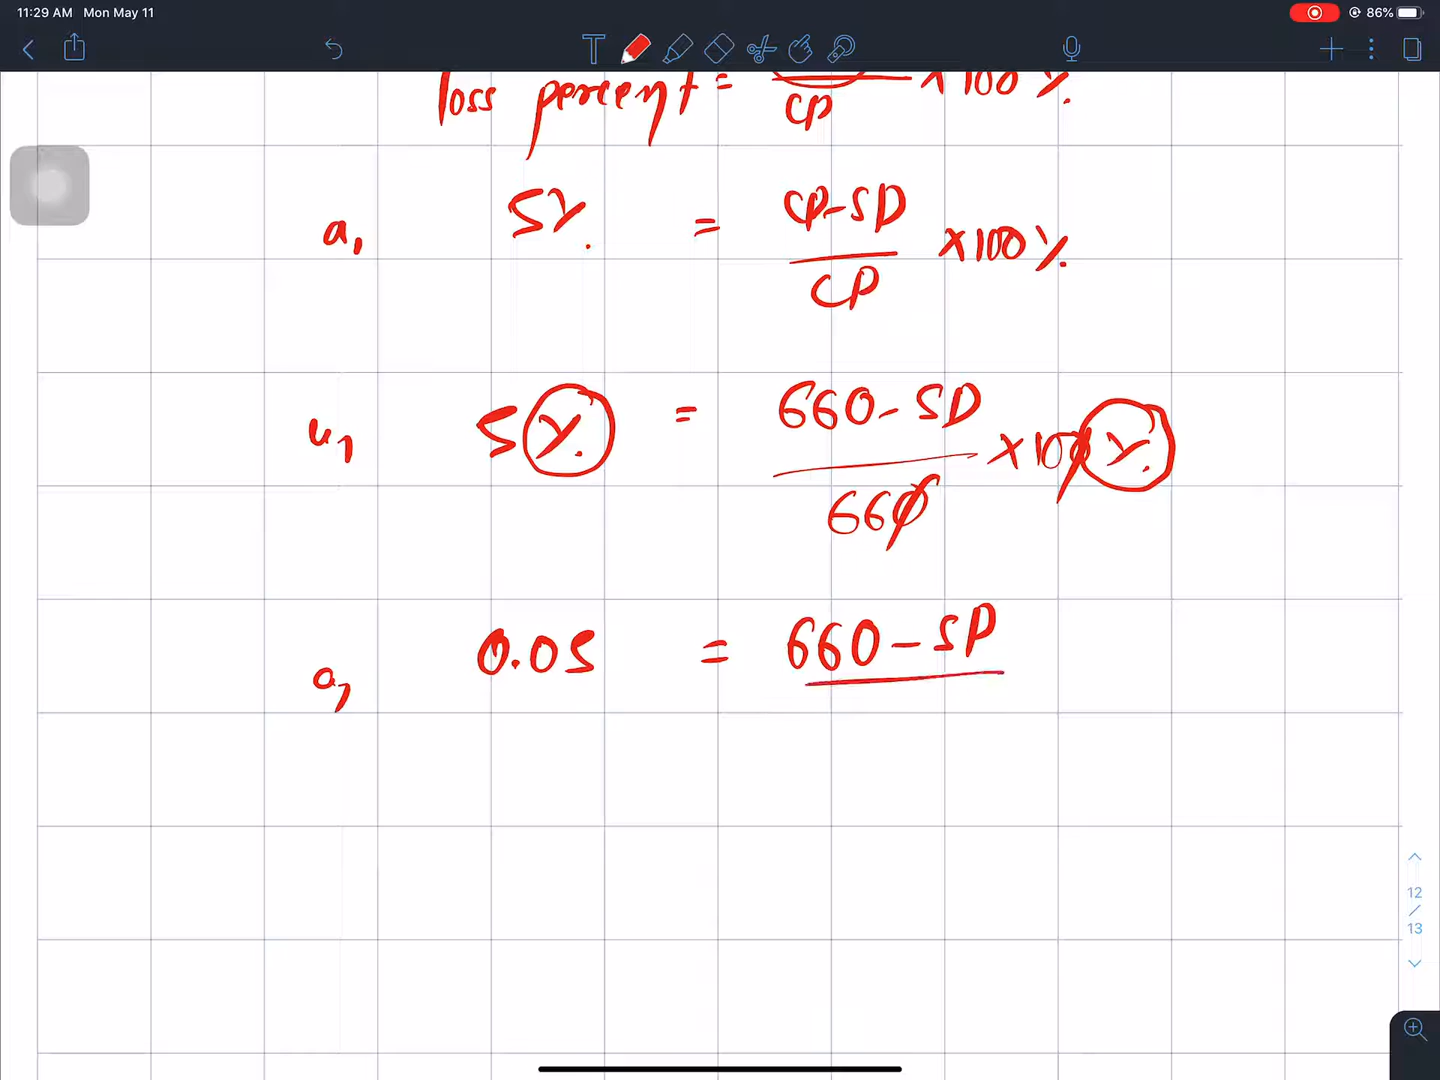 11:29 AM Mon May 11
86%
loss percent = CP ×100%
a, 5% = CP-SP
CP ×100%
5% = 660-SP
660 ×100%
a, 0.05 = 660-SP
12
/
13